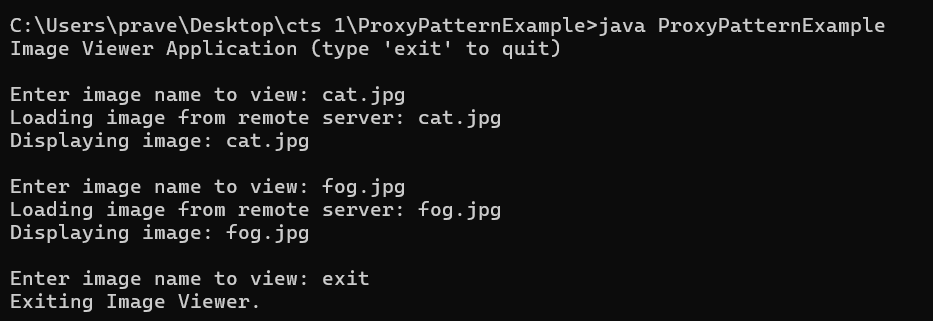 C:\Users\prave\Desktop\cts 1\ProxyPatternExample>java ProxyPatternExample
Image Viewer Application (type 'exit' to quit)

Enter image name to view: cat.jpg
Loading image from remote server: cat.jpg
Displaying image: cat.jpg

Enter image name to view: fog.jpg
Loading image from remote server: fog.jpg
Displaying image: fog.jpg

Enter image name to view: exit
Exiting Image Viewer.